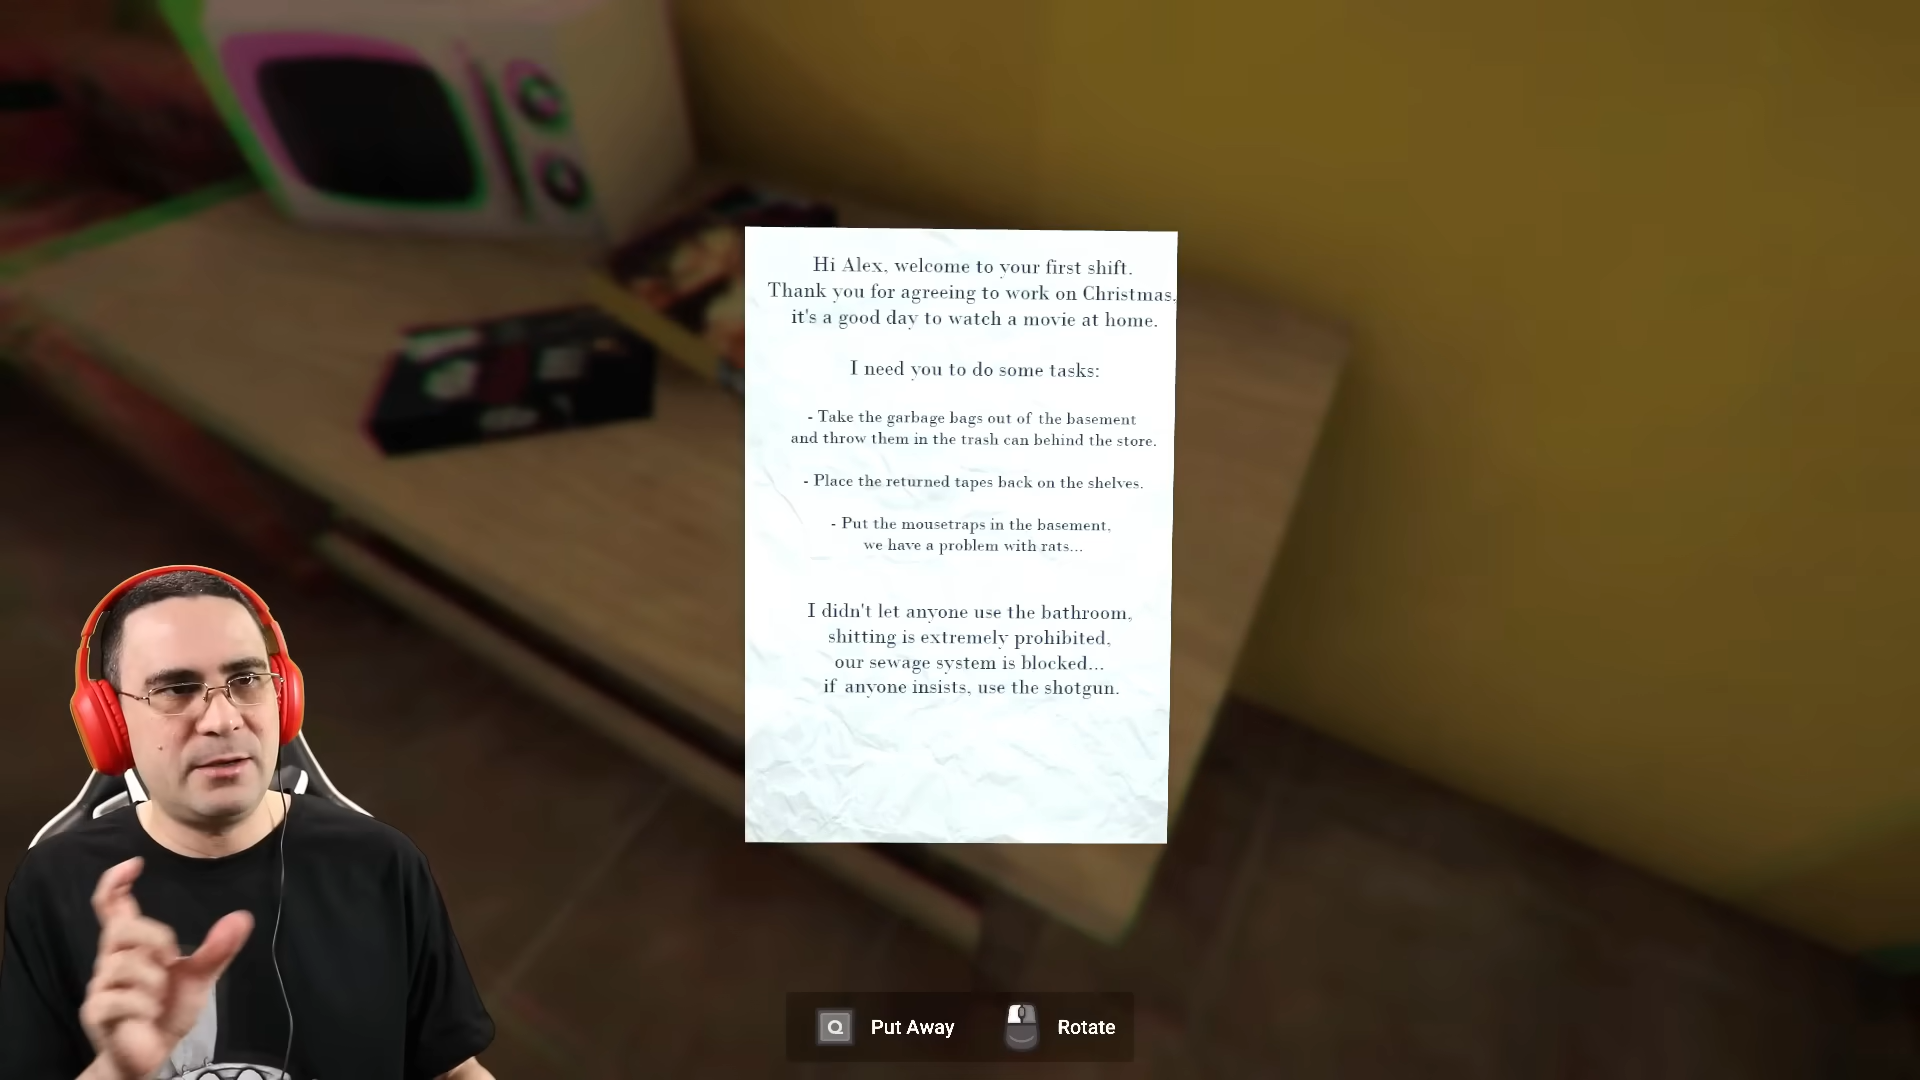 Hi Alex, welcome to your first shift.
Thank you for agreeing to work on Christmas,
it's a good day to watch a movie at home.
I need you to do some tasks:
- Take the garbage bags out of the basement
and throw them in the trash can behind the store.
- Place the returned tapes back on the shelves.
- Put the mousetraps in the basement,
we have a problem with rats...
I didn't let anyone use the bathroom,
shitting is extremely prohibited,
our sewage system is blocked...
if anyone insists, use the shotgun.
Q Put Away Rotate